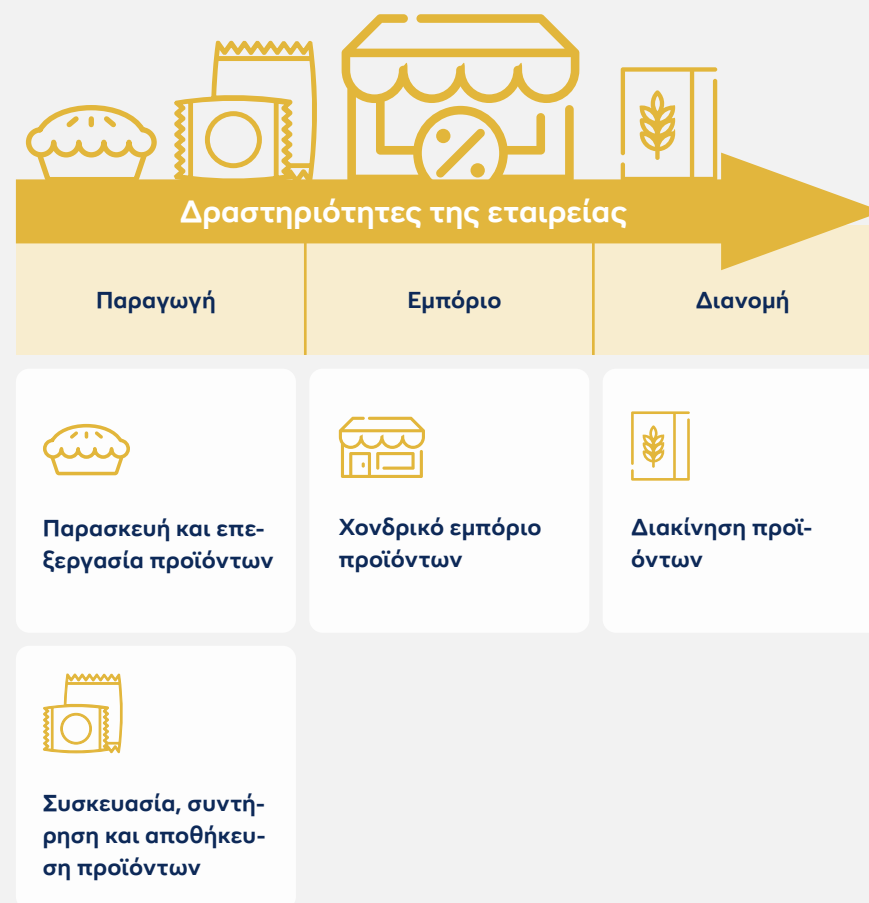 Δραστηριότητες της εταιρείας
Παραγωγή
Εμπόριο
Διανομή
Παρασκευή και επε-
ξεργασία προϊόντων
Χονδρικό εμπόριο
προϊόντων
Διακίνηση προϊ-
όντων
Συσκευασία, συντή-
ρηση και αποθήκευ-
ση προϊόντων